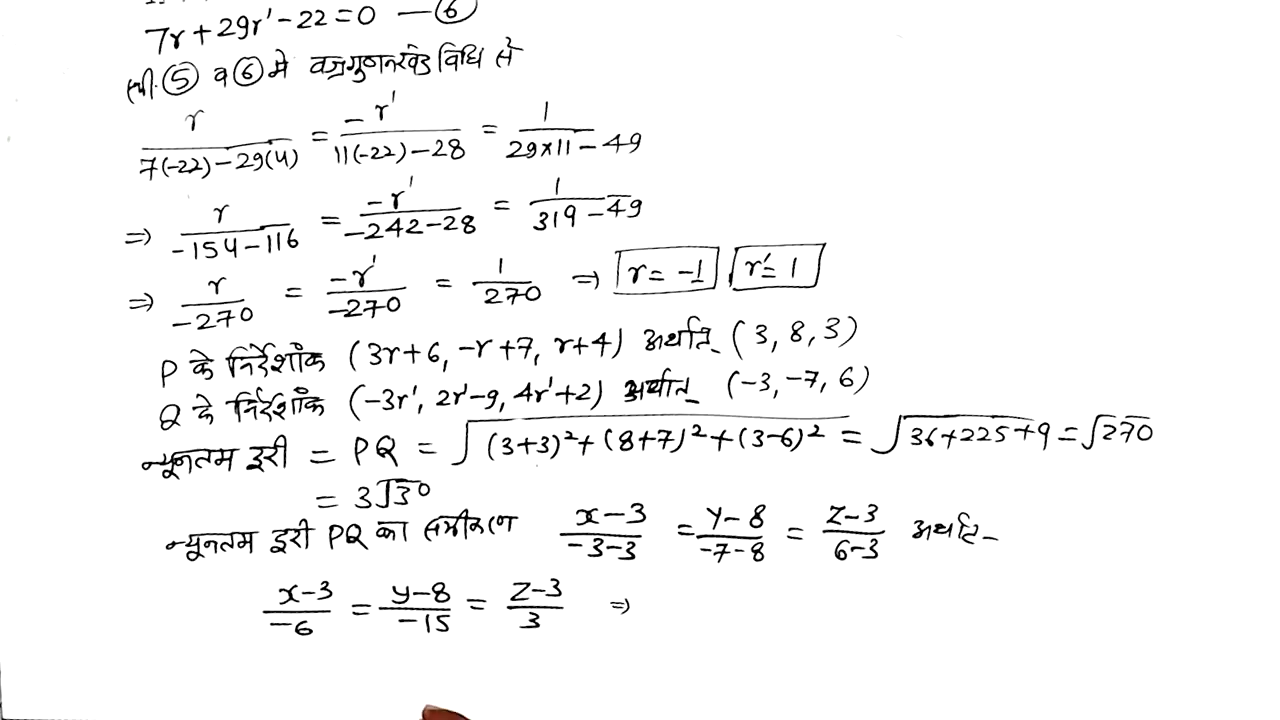 7r + 29r' - 22 = 0 — ⑥
समी. ⑤ व ⑥ मे वज्रगुणनखंड विधि से
r/(7(-22) - 29(4)) = -r'/(11(-22) - 28) = 1/(29×11 - 49)
⇒ r/(-154 - 116) = -r'/(-242 - 28) = 1/(319 - 49)
⇒ r/-270 = -r'/-270 = 1/270 ⇒ r = -1, r' = 1
P के निर्देशांक (3r+6, -r+7, r+4) अर्थात् (3, 8, 3)
Q के निर्देशांक (-3r', 2r'-9, 4r'+2) अर्थात् (-3, -7, 6)
न्यूनतम दूरी = PQ = √((3+3)² + (8+7)² + (3-6)²) = √(36+225+9) = √270
= 3√30
न्यूनतम दूरी PQ का समीकरण (x-3)/(-3-3) = (y-8)/(-7-8) = (z-3)/(6-3) अर्थात्
(x-3)/-6 = (y-8)/-15 = (z-3)/3 ⇒